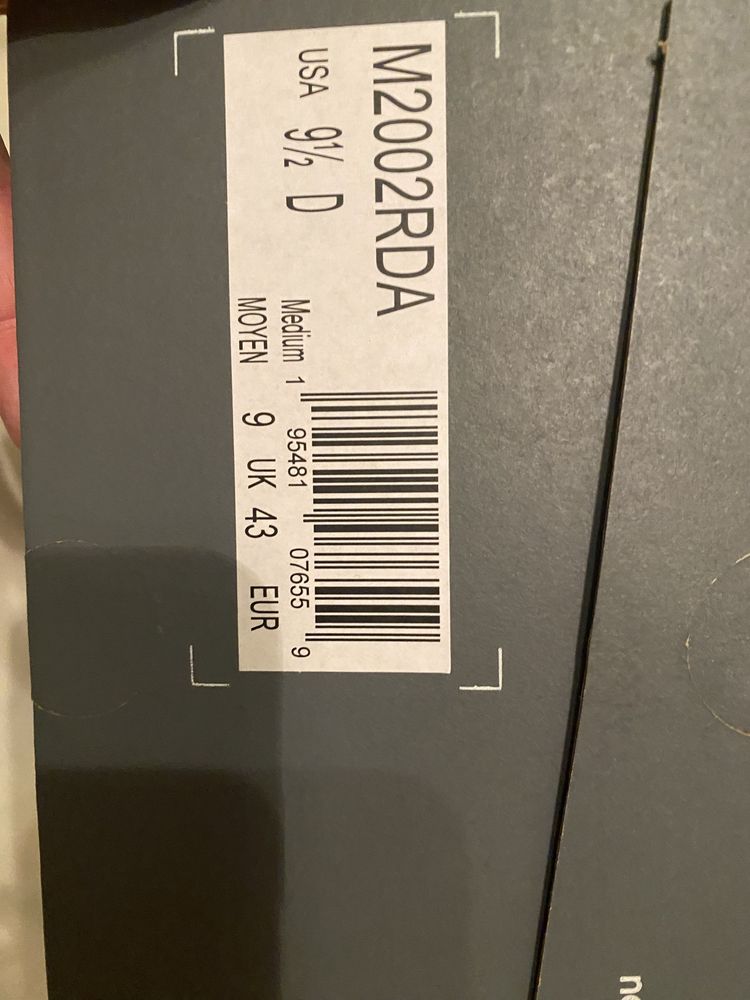 M2002RDA
USA 9½ D
Medium
MOYEN
1 95481 07655 9
9 UK 43 EUR